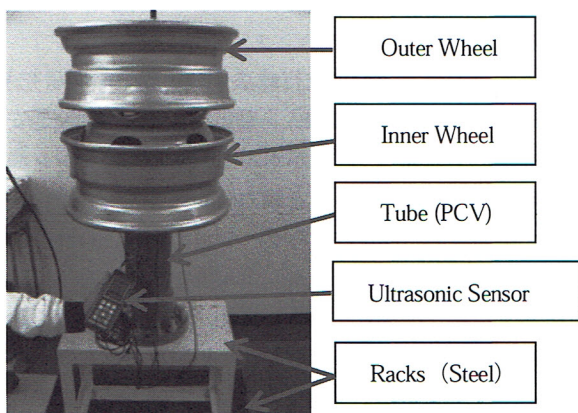 Outer Wheel
Inner Wheel
Tube (PCV)
Ultrasonic Sensor
Racks (Steel)